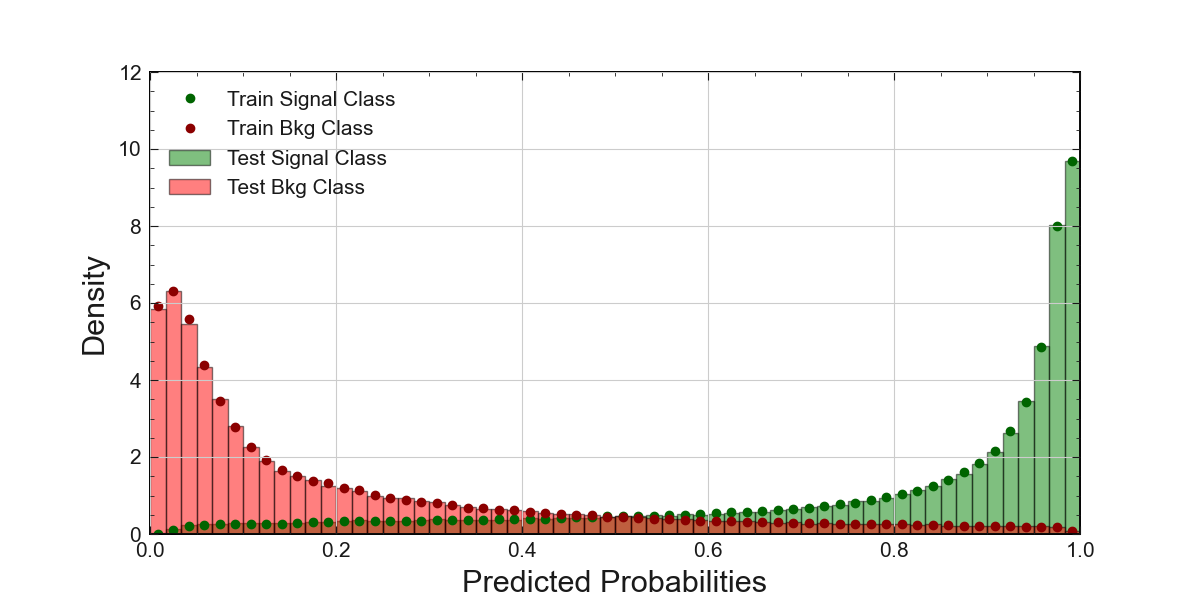 12
10
8
6
4
2
0
Density
Train Signal Class
Train Bkg Class
Test Signal Class
Test Bkg Class
0.0 0.2 0.4 0.6 0.8 1.0
Predicted Probabilities